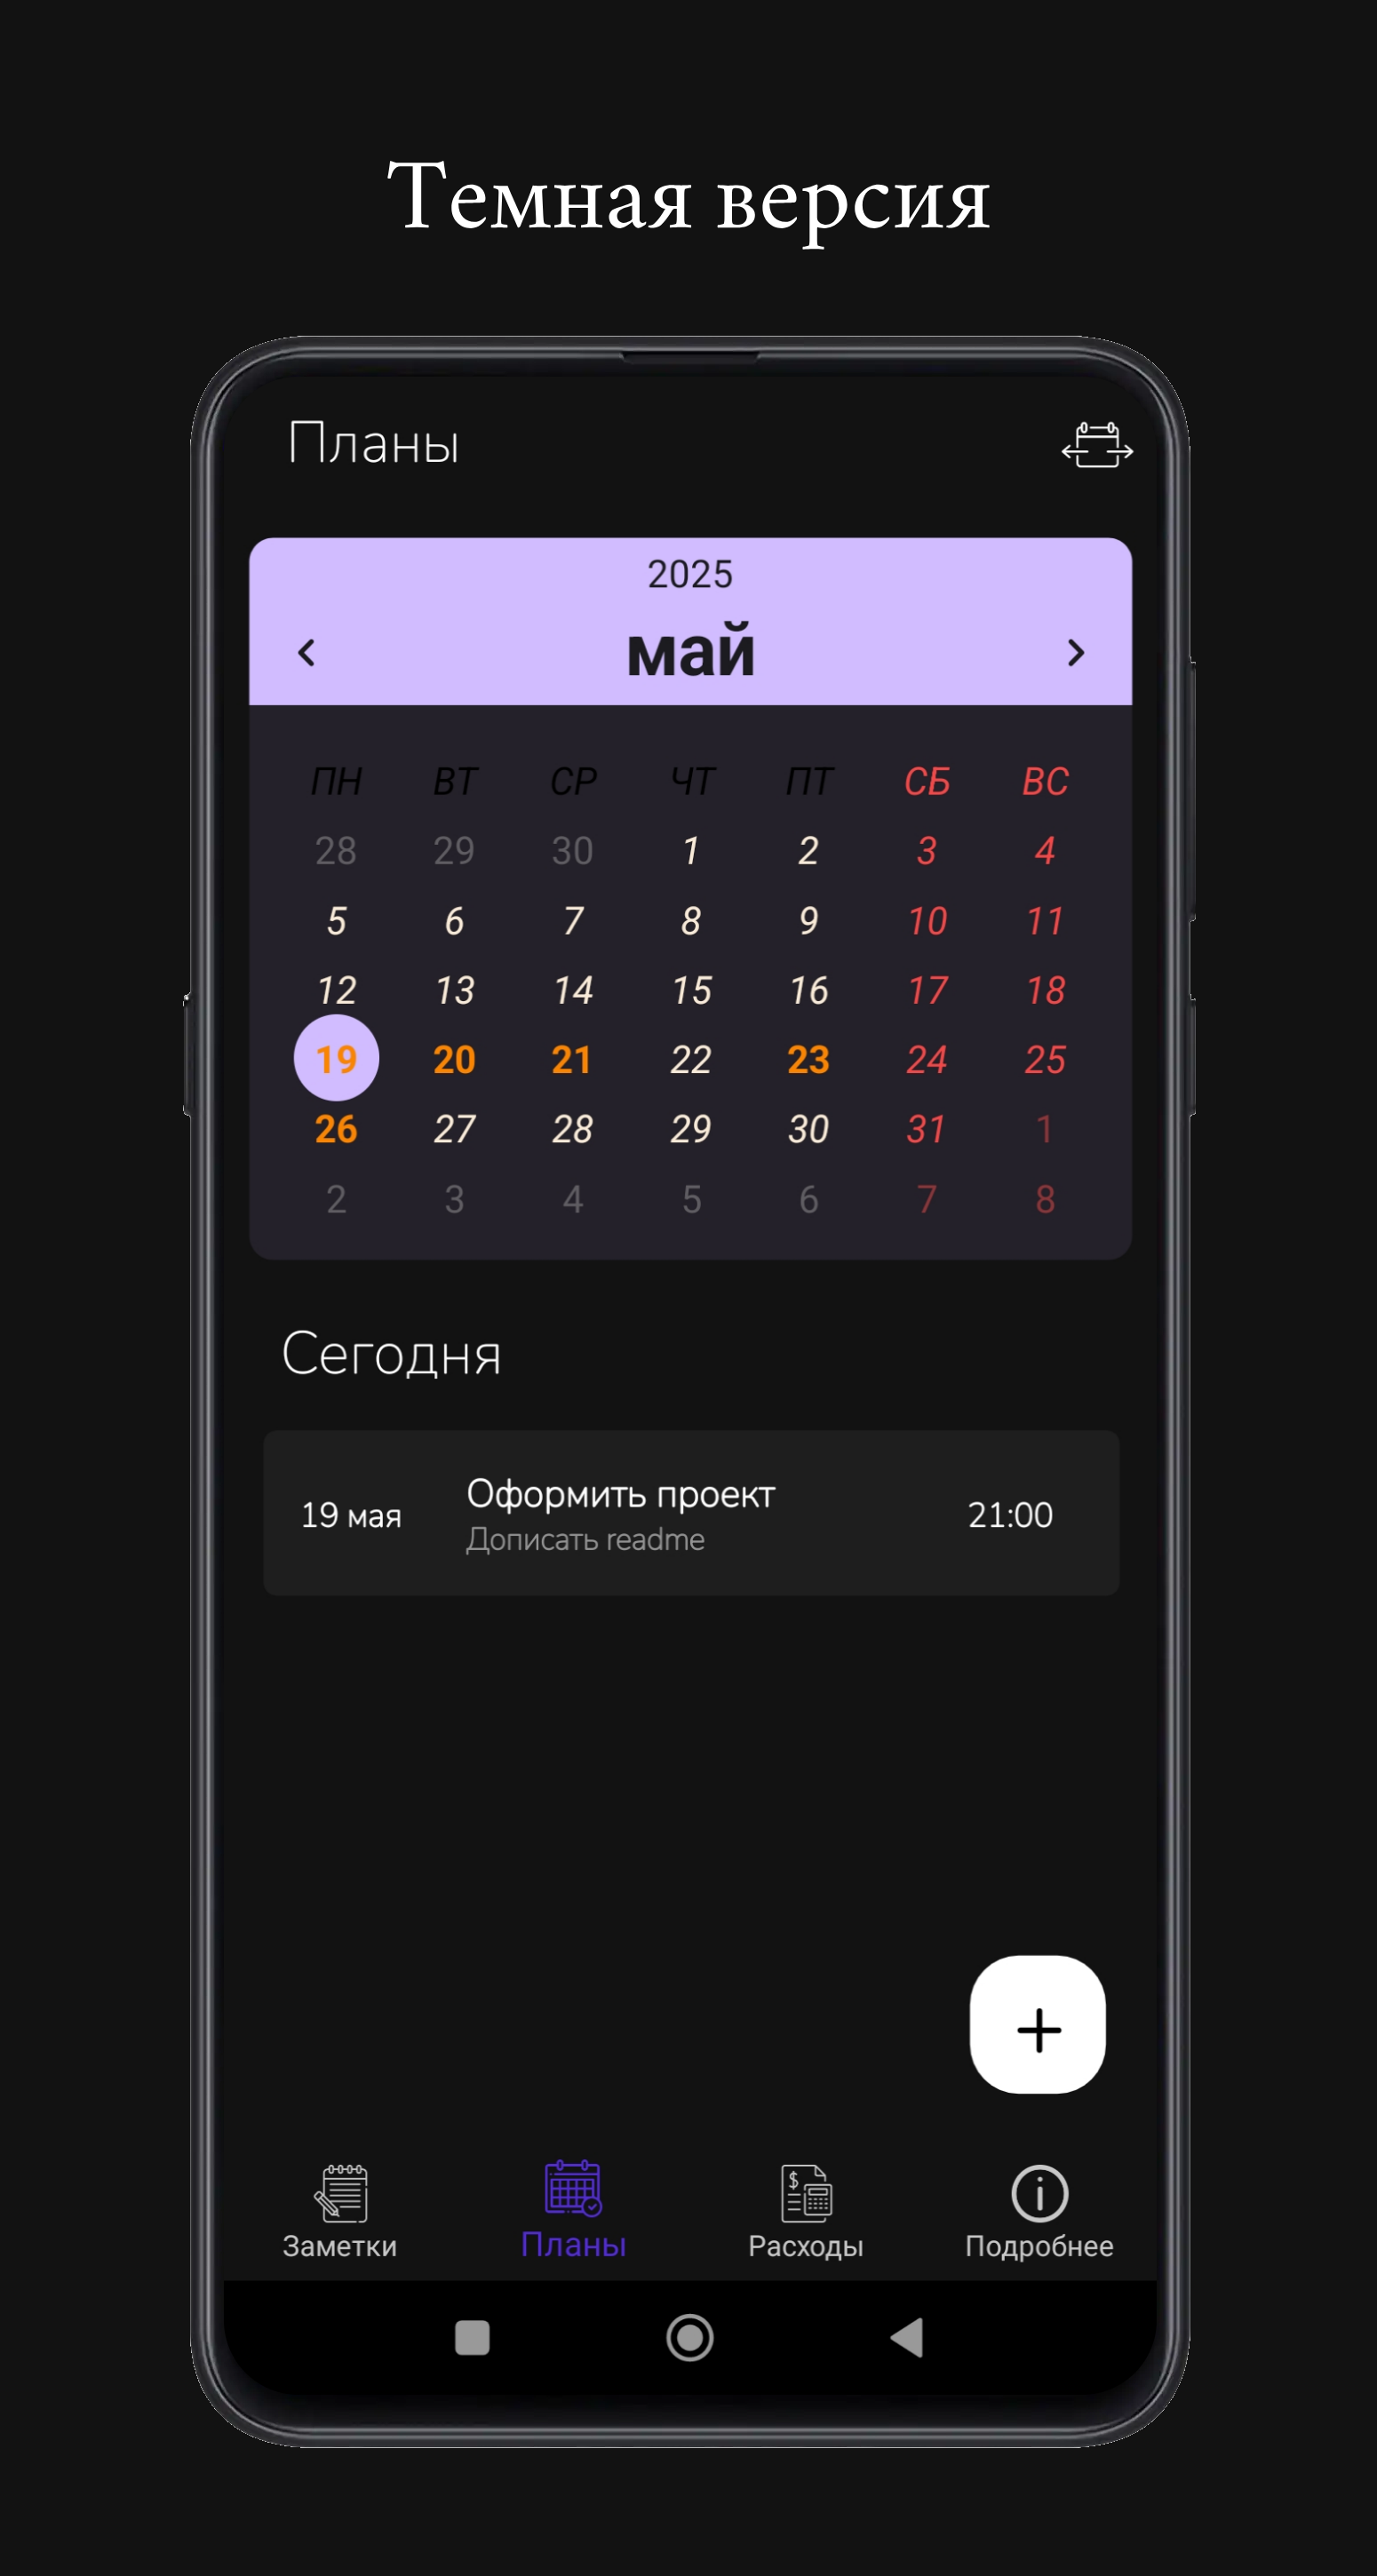 Темная версия
Планы
2025
май
ПН ВТ СР ЧТ ПТ СБ ВС
28 29 30 1 2 3 4
5 6 7 8 9 10 11
12 13 14 15 16 17 18
19 20 21 22 23 24 25
26 27 28 29 30 31 1
2 3 4 5 6 7 8
Сегодня
19 мая Оформить проект 21:00
Дописать readme
Заметки Планы Расходы Подробнее